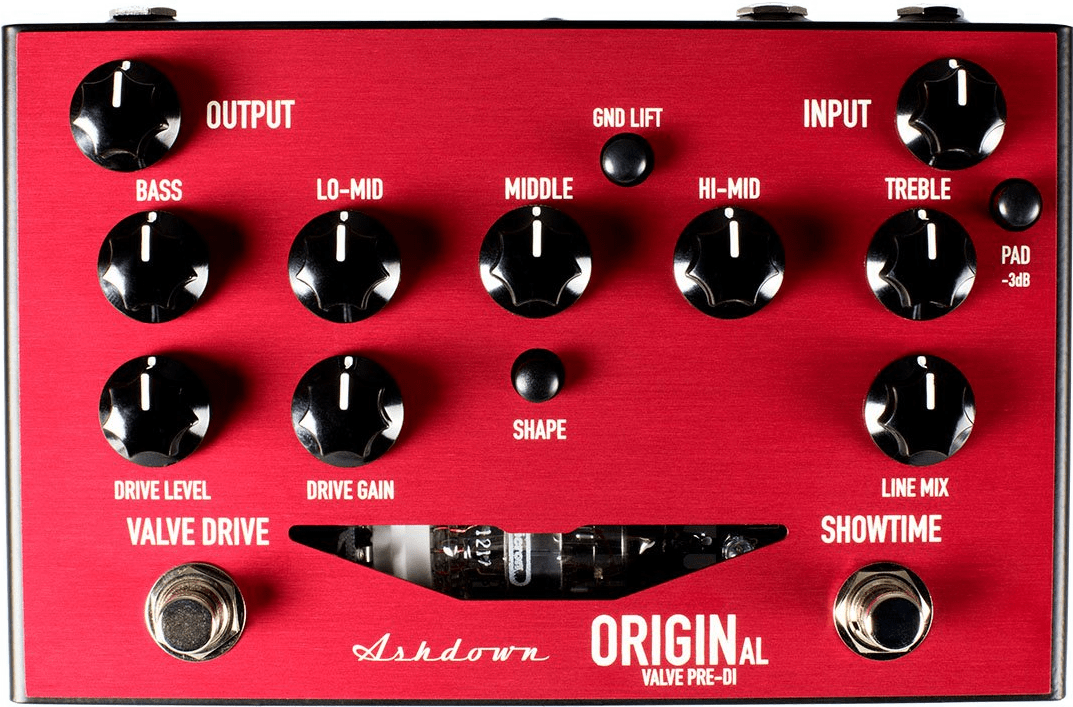 OUTPUT
GND LIFT
INPUT
BASS
LO-MID
MIDDLE
HI-MID
TREBLE
PAD
-3dB
SHAPE
DRIVE LEVEL
DRIVE GAIN
LINE MIX
VALVE DRIVE
SHOWTIME
Ashdown
ORIGINAL
VALVE PRE-DI